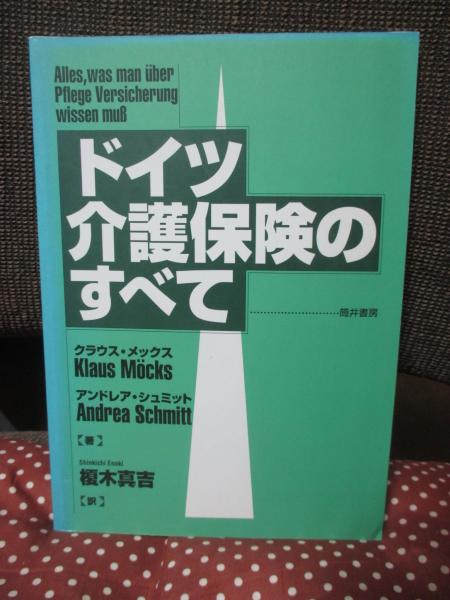 Alles, was man über
Pflege Versicherung
wissen muß
ドイツ
介護保険の
すべて
筒井書房
クラウス・メックス
Klaus Möcks
アンドレア・シュミット
Andrea Schmitt
【著】
Shinkichi Enoki
榎木真吉
【訳】